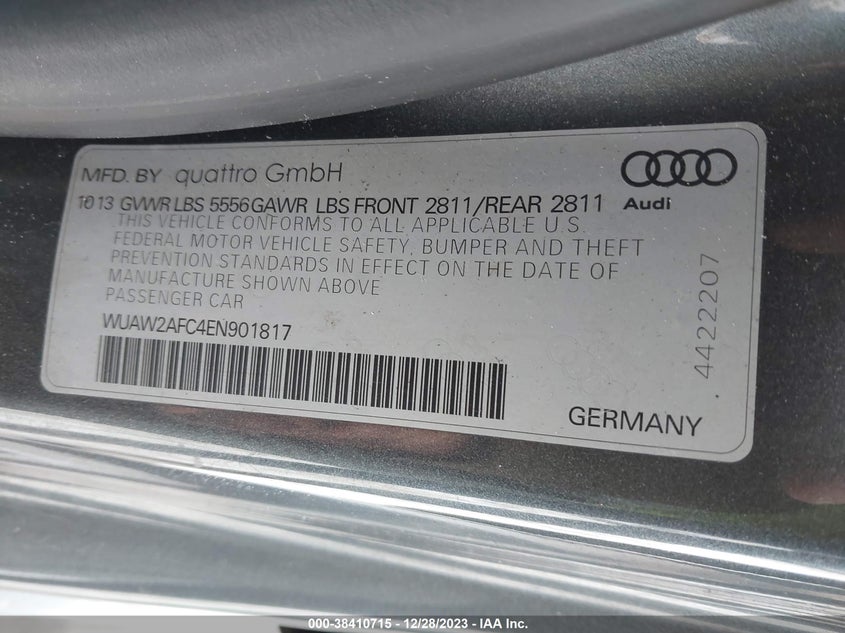 MFD. BY quattro GmbH
1013 GVWR LBS 5556 GAWR LBS FRONT 2811/REAR 2811
Audi
THIS VEHICLE CONFORMS TO ALL APPLICABLE U.S.
FEDERAL MOTOR VEHICLE SAFETY, BUMPER AND THEFT
PREVENTION STANDARDS IN EFFECT ON THE DATE OF
MANUFACTURE SHOWN ABOVE
PASSENGER CAR
WUAW2AFC4EN901817
4422207
GERMANY
000-38410715 - 12/28/2023 - IAA Inc.